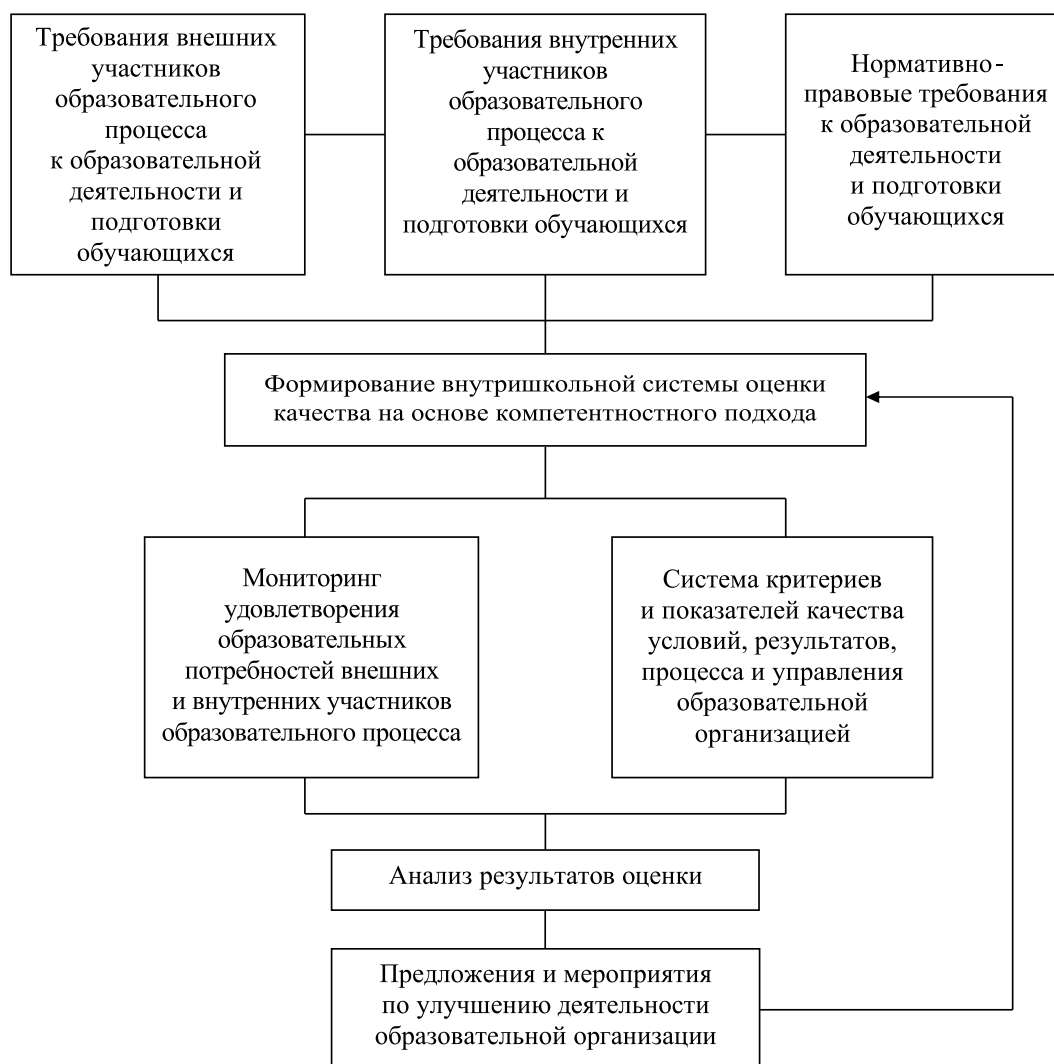 Требования внешних
участников
образовательного
процесса
к образовательной
деятельности и
подготовки
обучающихся
Требования внутренних
участников
образовательного
процесса к
образовательной
деятельности и
подготовки обучающихся
Нормативно-
правовые требования
к образовательной
деятельности
и подготовки
обучающихся
Формирование внутришкольной системы оценки
качества на основе компетентностного подхода
Мониторинг
удовлетворения
образовательных
потребностей внешних
и внутренних участников
образовательного процесса
Система критериев
и показателей качества
условий, результатов,
процесса и управления
образовательной
организацией
Анализ результатов оценки
Предложения и мероприятия
по улучшению деятельности
образовательной организации